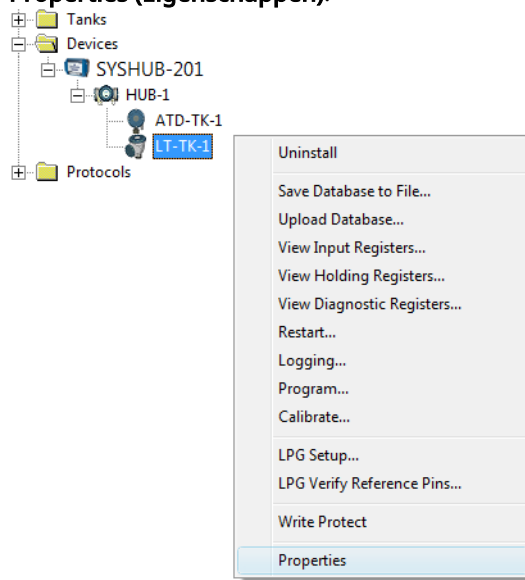 Properties (Eigenschappen).
Tanks
Devices
SYSHUB-201
HUB-1
ATD-TK-1
LT-TK-1
Protocols
Uninstall
Save Database to File...
Upload Database...
View Input Registers...
View Holding Registers...
View Diagnostic Registers...
Restart...
Logging...
Program...
Calibrate...
LPG Setup...
LPG Verify Reference Pins...
Write Protect
Properties